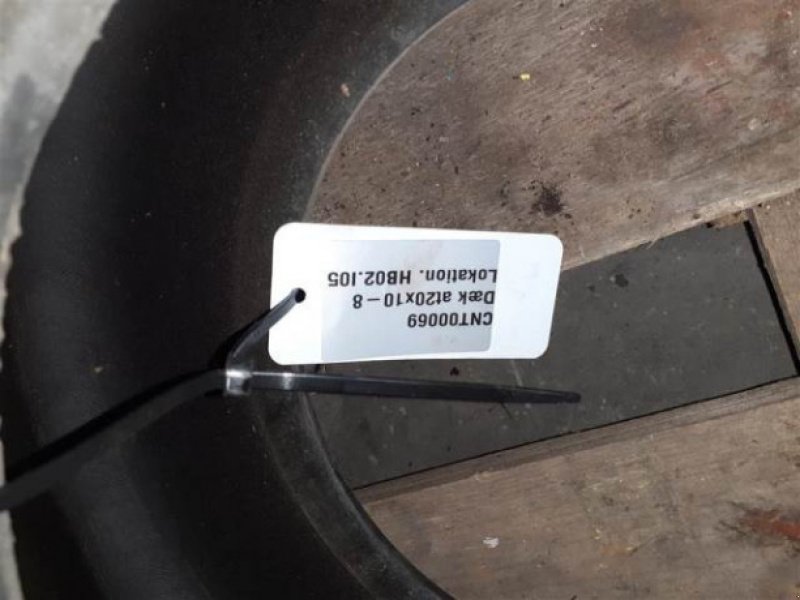 CNT00069
Dæk at20x10-8
Lokation. HB02.I05